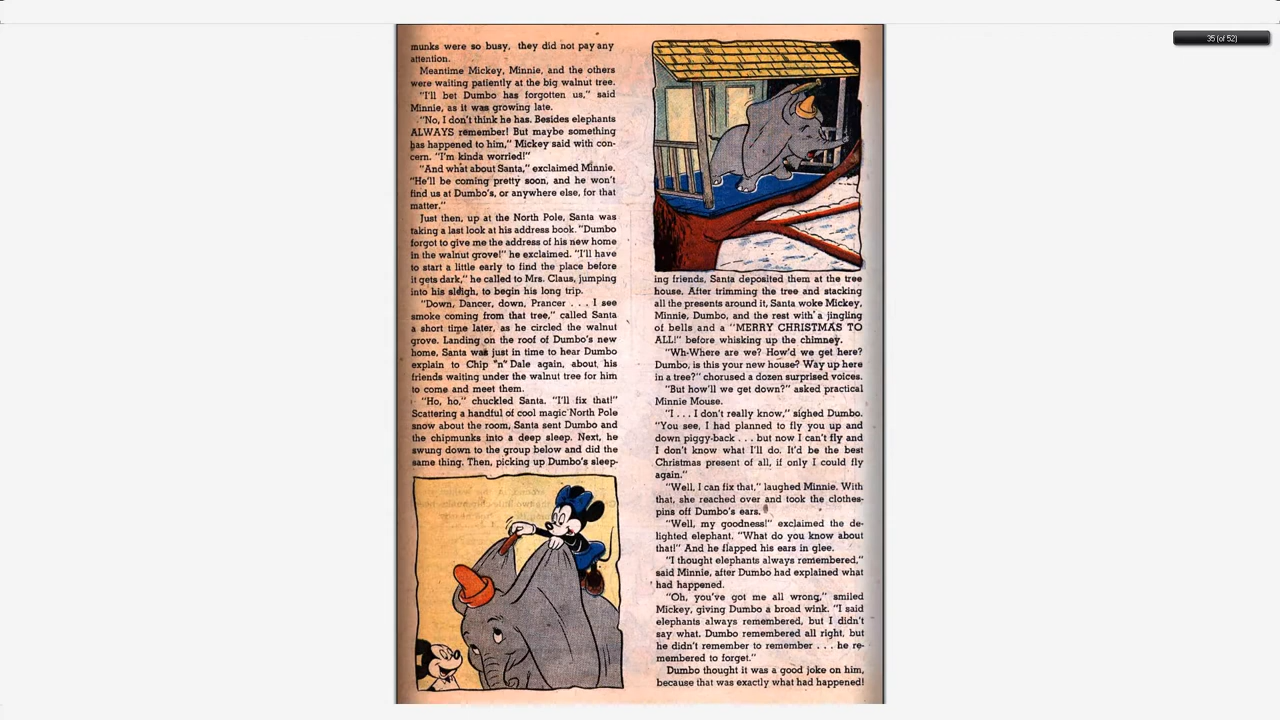 35 (of 52)
munks were so busy, they did not pay any
attention.
Meantime Mickey, Minnie, and the others
were waiting patiently at the big walnut tree.
"I'll bet Dumbo has forgotten us," said
Minnie, as it was growing late.
"No, I don't think he has. Besides elephants
ALWAYS remember! But maybe something
has happened to him," Mickey said with con-
cern. "I'm kinda worried!"
"And what about Santa," exclaimed Minnie.
"He'll be coming pretty soon, and he won't
find us at Dumbo's, or anywhere else, for that
matter."
Just then, up at the North Pole, Santa was
taking a last look at his address book. "Dumbo
forgot to give me the address of his new home
in the walnut grove!" he exclaimed. "I'll have
to start a little early to find the place before
it gets dark," he called to Mrs. Claus, jumping
into his sleigh, to begin his long trip.
"Down, Dancer, down, Prancer . . . I see
smoke coming from that tree," called Santa
a short time later, as he circled the walnut
grove. Landing on the roof of Dumbo's new
home, Santa was just in time to hear Dumbo
explain to Chip "n" Dale again, about his
friends waiting under the walnut tree for him
to come and meet them.
"Ho, ho," chuckled Santa. "I'll fix that!"
Scattering a handful of cool magic North Pole
snow about the room, Santa sent Dumbo and
the chipmunks into a deep sleep. Next, he
swung down to the group below and did the
same thing. Then, picking up Dumbo's sleep-
ing friends, Santa deposited them at the tree
house. After trimming the tree and stacking
all the presents around it, Santa woke Mickey,
Minnie, Dumbo, and the rest with a jingling
of bells and a "MERRY CHRISTMAS TO
ALL!" before whisking up the chimney.
"Wh-Where are we? How'd we get here?
Dumbo, is this your new house? Way up here
in a tree?" chorused a dozen surprised voices.
"But how'll we get down?" asked practical
Minnie Mouse.
"I . . . I don't really know," sighed Dumbo.
"You see, I had planned to fly you up and
down piggy-back . . . but now I can't fly and
I don't know what I'll do. It'd be the best
Christmas present of all, if only I could fly
again."
"Well, I can fix that," laughed Minnie. With
that, she reached over and took the clothes-
pins off Dumbo's ears.
"Well, my goodness!" exclaimed the de-
lighted elephant. "What do you know about
that!" And he flapped his ears in glee.
"I thought elephants always remembered,"
said Minnie, after Dumbo had explained what
had happened.
"Oh, you've got me all wrong," smiled
Mickey, giving Dumbo a broad wink. "I said
elephants always remembered, but I didn't
say what. Dumbo remembered all right, but
he didn't remember to remember . . . he re-
membered to forget."
Dumbo thought it was a good joke on him,
because that was exactly what had happened!